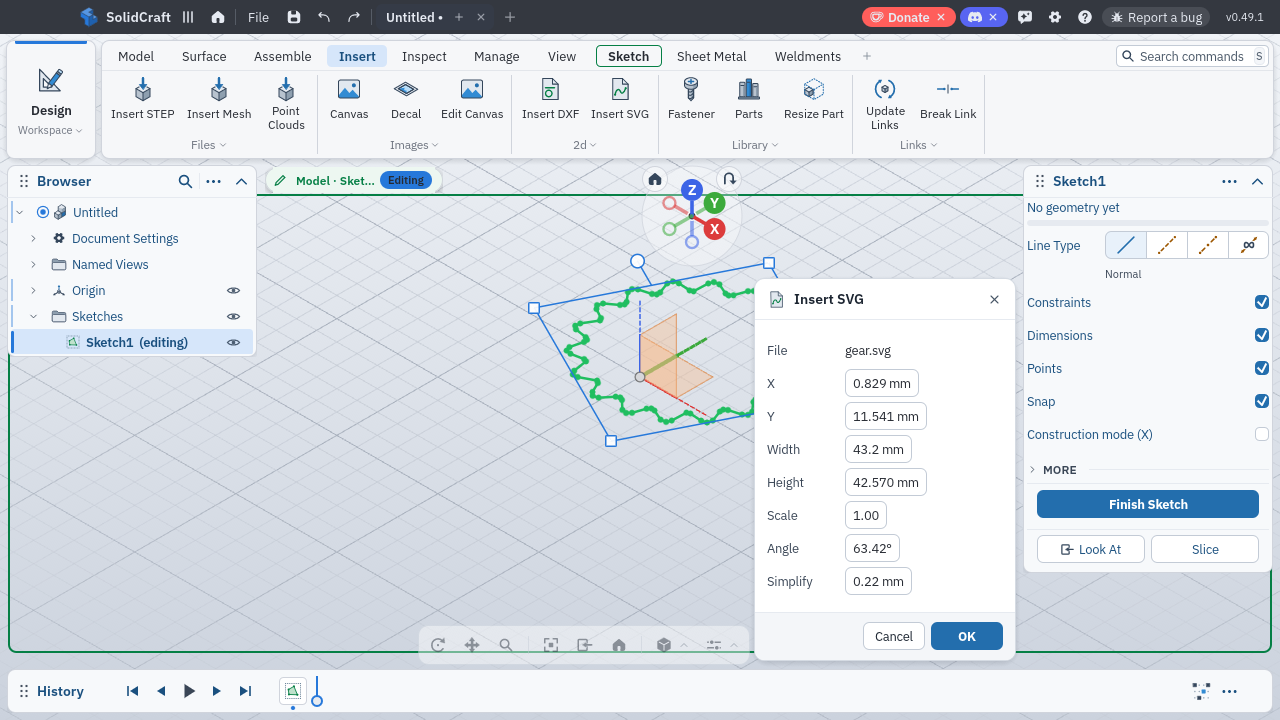 SolidCraft
File
Untitled •
Donate
Report a bug
v0.49.1
Design
Workspace
Model
Surface
Assemble
Insert
Inspect
Manage
View
Sketch
Sheet Metal
Weldments
Search commands
S
Insert STEP
Insert Mesh
Point
Clouds
Files
Canvas
Decal
Edit Canvas
Images
Insert DXF
Insert SVG
2d
Fastener
Parts
Resize Part
Library
Update
Links
Break Link
Links
Browser
Untitled
Document Settings
Named Views
Origin
Sketches
Sketch1 (editing)
Model · Sket...
Editing
Z
Y
X
Insert SVG
File
gear.svg
X
0.829 mm
Y
11.541 mm
Width
43.2 mm
Height
42.570 mm
Scale
1.00
Angle
63.42°
Simplify
0.22 mm
Cancel
OK
Sketch1
No geometry yet
Line Type
Normal
Constraints
Dimensions
Points
Snap
Construction mode (X)
MORE
Finish Sketch
Look At
Slice
History